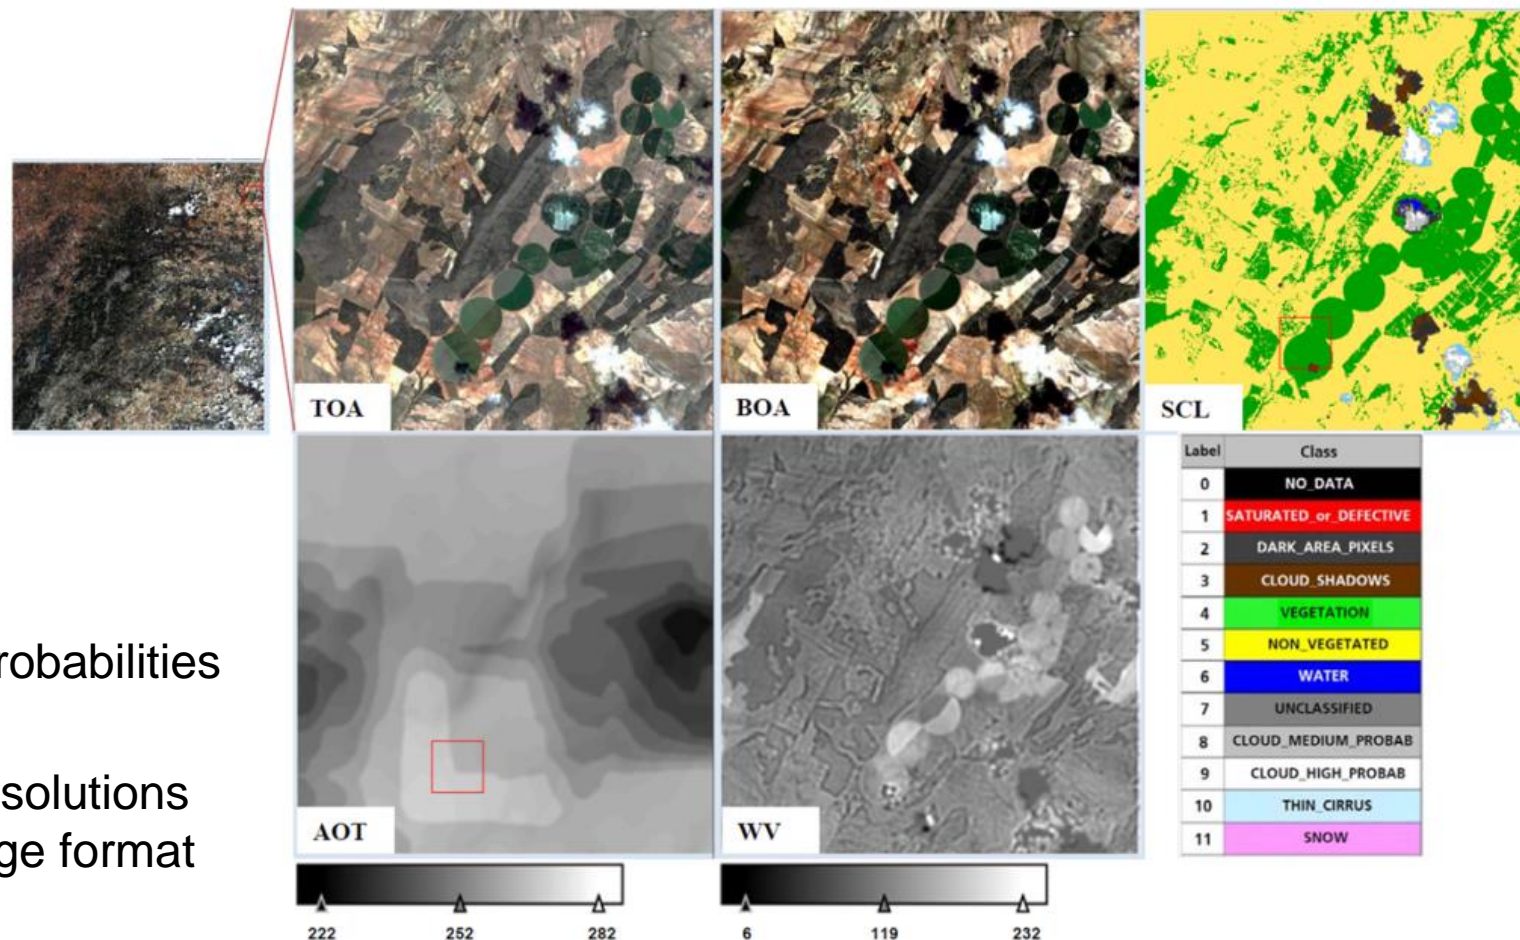 TOA
BOA
SCL
robabilities
solutions
ge format
AOT
WV
Label Class
0 NO_DATA
1 SATURATED_or_DEFECTIVE
2 DARK_AREA_PIXELS
3 CLOUD_SHADOWS
4 VEGETATION
5 NON_VEGETATED
6 WATER
7 UNCLASSIFIED
8 CLOUD_MEDIUM_PROBAB
9 CLOUD_HIGH_PROBAB
10 THIN_CIRRUS
11 SNOW
222 252 282
6 119 232